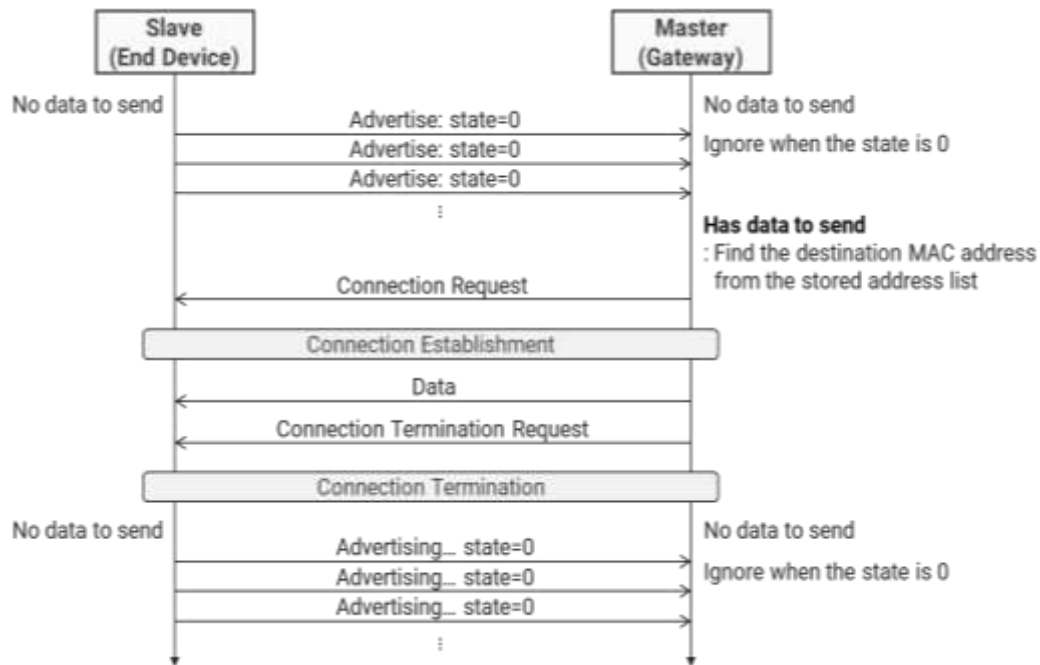 Slave
(End Device)
Master
(Gateway)
No data to send
No data to send
Advertise: state=0
Ignore when the state is 0
Advertise: state=0
Advertise: state=0
⋮
Has data to send
: Find the destination MAC address
from the stored address list
Connection Request
Connection Establishment
Data
Connection Termination Request
Connection Termination
No data to send
No data to send
Advertising... state=0
Ignore when the state is 0
Advertising... state=0
Advertising... state=0
⋮